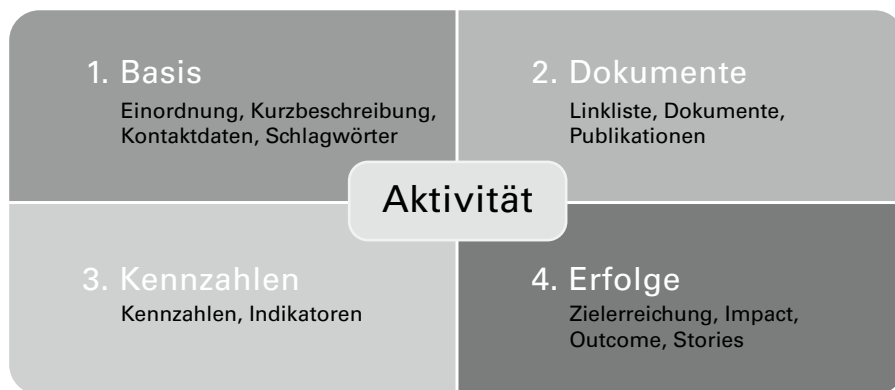 1. Basis
Einordnung, Kurzbeschreibung,
Kontaktdaten, Schlagwörter
2. Dokumente
Linkliste, Dokumente,
Publikationen
Aktivität
3. Kennzahlen
Kennzahlen, Indikatoren
4. Erfolge
Zielerreichung, Impact,
Outcome, Stories